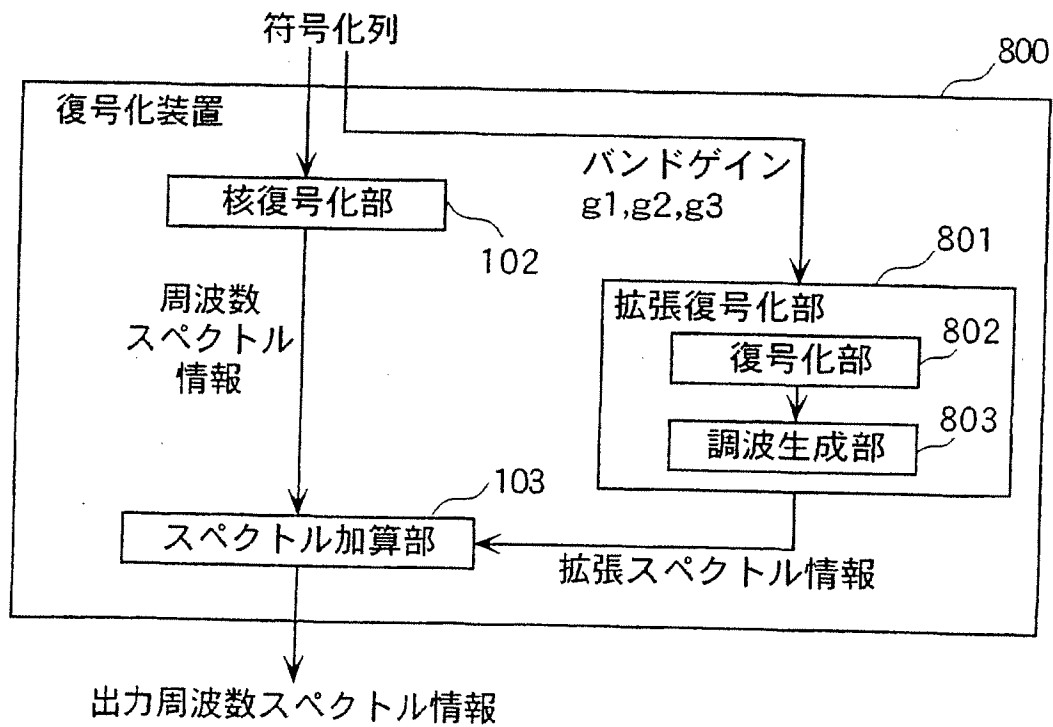 符号化列
800
復号化装置
バンドゲイン
g1,g2,g3
核復号化部
102
801
拡張復号化部
周波数
スペクトル
情報
802
復号化部
803
調波生成部
103
スペクトル加算部
拡張スペクトル情報
出力周波数スペクトル情報